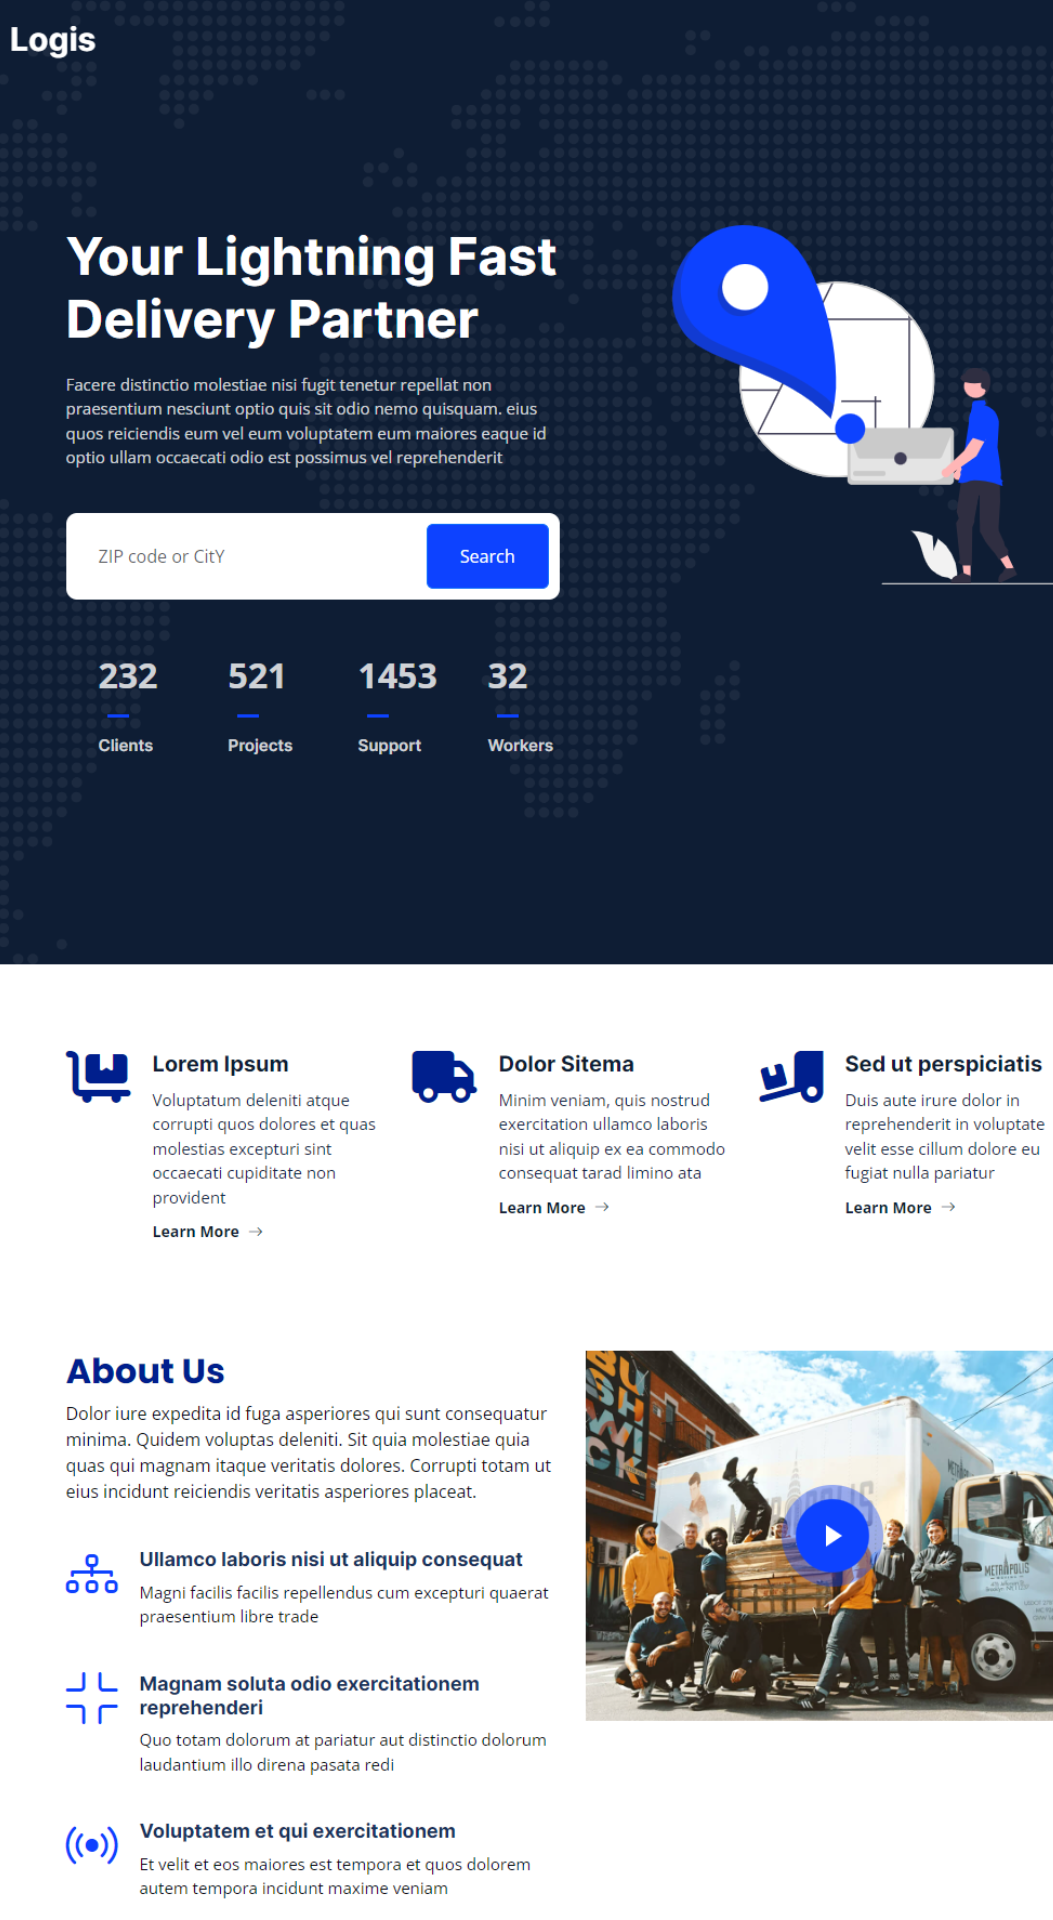 Logis
Your Lightning Fast
Delivery Partner
Facere distinctio molestiae nisi fugit tenetur repellat non
praesentium nesciunt optio quis sit odio nemo quisquam. eius
quos reiciendis eum vel eum voluptatem eum maiores eaque id
optio ullam occaecati odio est possimus vel reprehenderit
ZIP code or CitY
Search
232
521
1453
32
Clients
Projects
Support
Workers
Lorem Ipsum
Voluptatum deleniti atque
corrupti quos dolores et quas
molestias excepturi sint
occaecati cupiditate non
provident
Learn More
Dolor Sitema
Minim veniam, quis nostrud
exercitation ullamco laboris
nisi ut aliquip ex ea commodo
consequat tarad limino ata
Learn More
Sed ut perspiciatis
Duis aute irure dolor in
reprehenderit in voluptate
velit esse cillum dolore eu
fugiat nulla pariatur
Learn More
About Us
Dolor iure expedita id fuga asperiores qui sunt consequatur
minima. Quidem voluptas deleniti. Sit quia molestiae quia
quas qui magnam itaque veritatis dolores. Corrupti totam ut
eius incidunt reiciendis veritatis asperiores placeat.
Ullamco laboris nisi ut aliquip consequat
Magni facilis facilis repellendus cum excepturi quaerat
praesentium libre trade
Magnam soluta odio exercitationem
reprehenderi
Quo totam dolorum at pariatur aut distinctio dolorum
laudantium illo direna pasata redi
Voluptatem et qui exercitationem
Et velit et eos maiores est tempora et quos dolorem
autem tempora incidunt maxime veniam
BUSHWICK
METROPOLIS